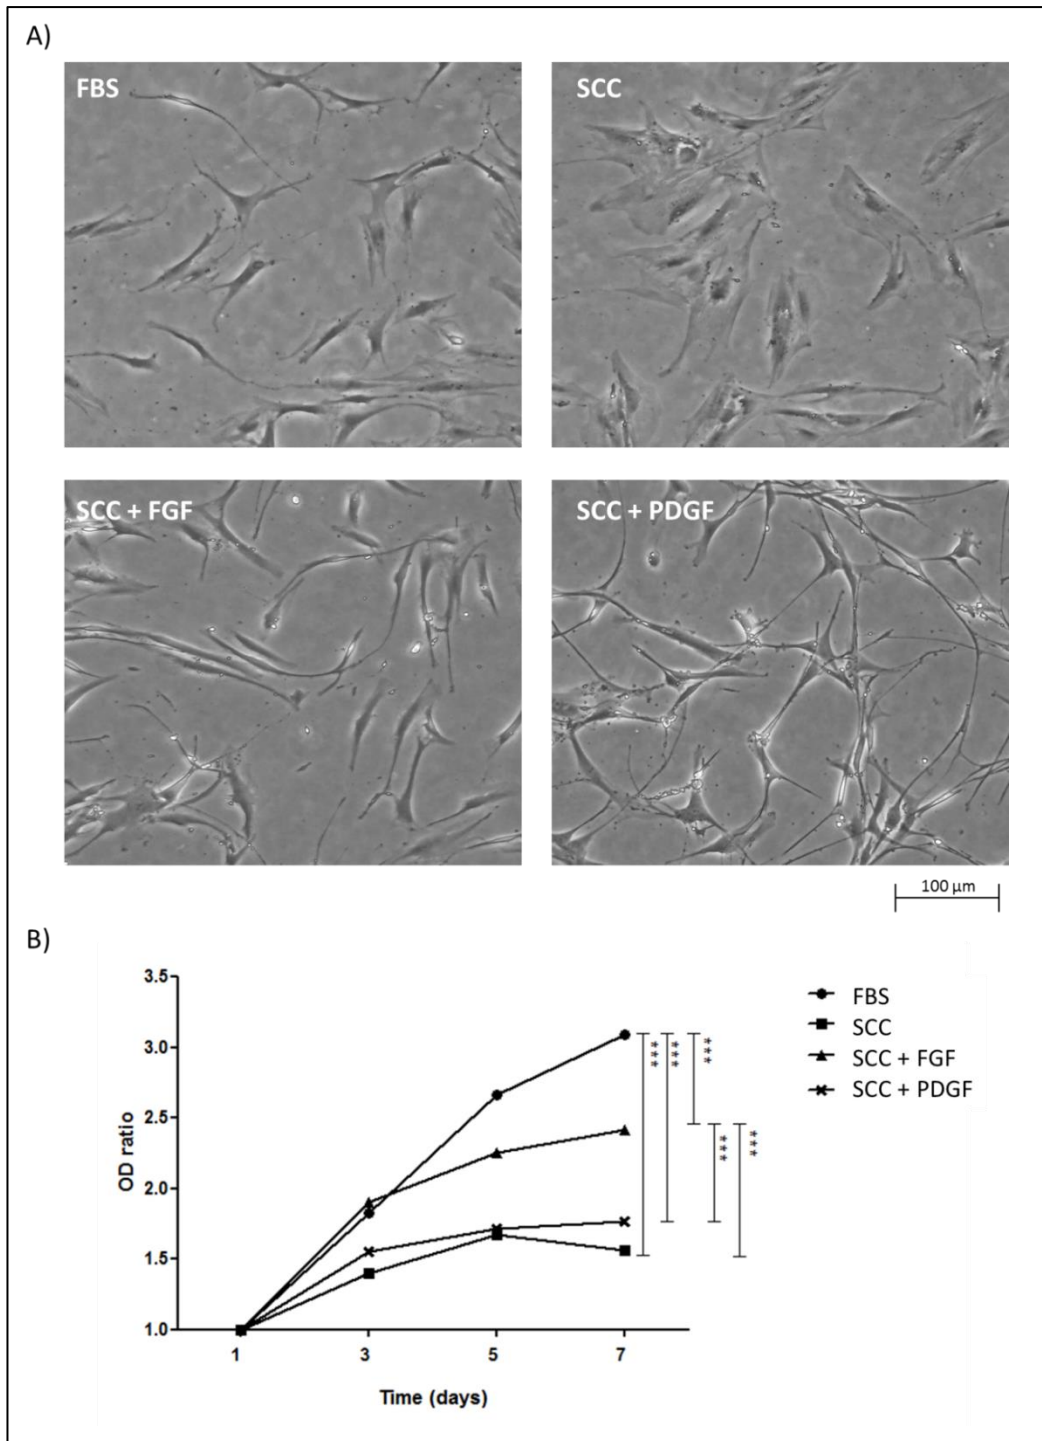 A)
FBS
SCC
SCC + FGF
SCC + PDGF
100 µm
B)
3.5
3.0
2.5
2.0
1.5
1.0
OD ratio
1 3 5 7
Time (days)
FBS
SCC
SCC + FGF
SCC + PDGF
***
***
***
***
***